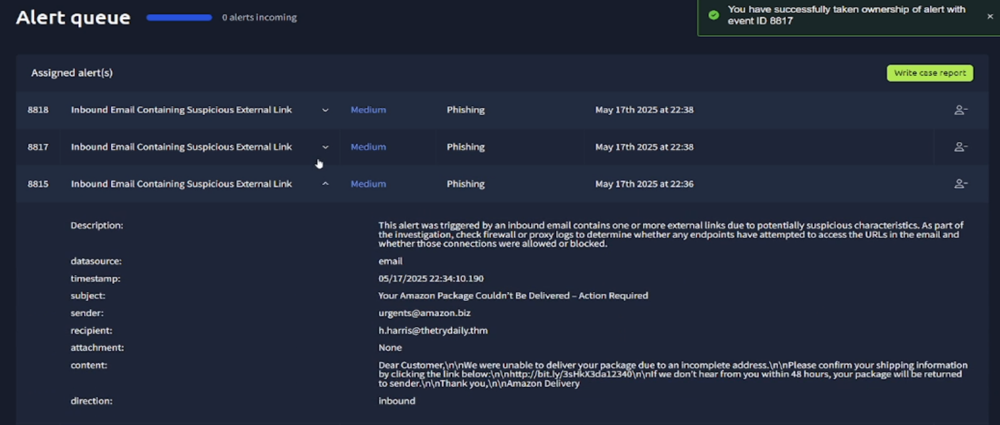 Alert queue
0 alerts incoming
You have successfully taken ownership of alert with
event ID 8817
Assigned alert(s)
Write case report
8818 Inbound Email Containing Suspicious External Link Medium Phishing May 17th 2025 at 22:38
8817 Inbound Email Containing Suspicious External Link Medium Phishing May 17th 2025 at 22:38
8815 Inbound Email Containing Suspicious External Link Medium Phishing May 17th 2025 at 22:36
Description: This alert was triggered by an inbound email contains one or more external links due to potentially suspicious characteristics. As part of
the investigation, check firewall or proxy logs to determine whether any endpoints have attempted to access the URLs in the email and
whether those connections were allowed or blocked.
datasource: email
timestamp: 05/17/2025 22:34:10.190
subject: Your Amazon Package Couldn't Be Delivered – Action Required
sender: urgents@amazon.biz
recipient: h.harris@thetrydaily.thm
attachment: None
content: Dear Customer,\n\nWe were unable to deliver your package due to an incomplete address.\n\nPlease confirm your shipping information
by clicking the link below:\n\nhttp://bit.ly/3sHkX3da12340\n\nIf we don't hear from you within 48 hours, your package will be returned
to sender.\n\nThank you,\n\nAmazon Delivery
direction: inbound